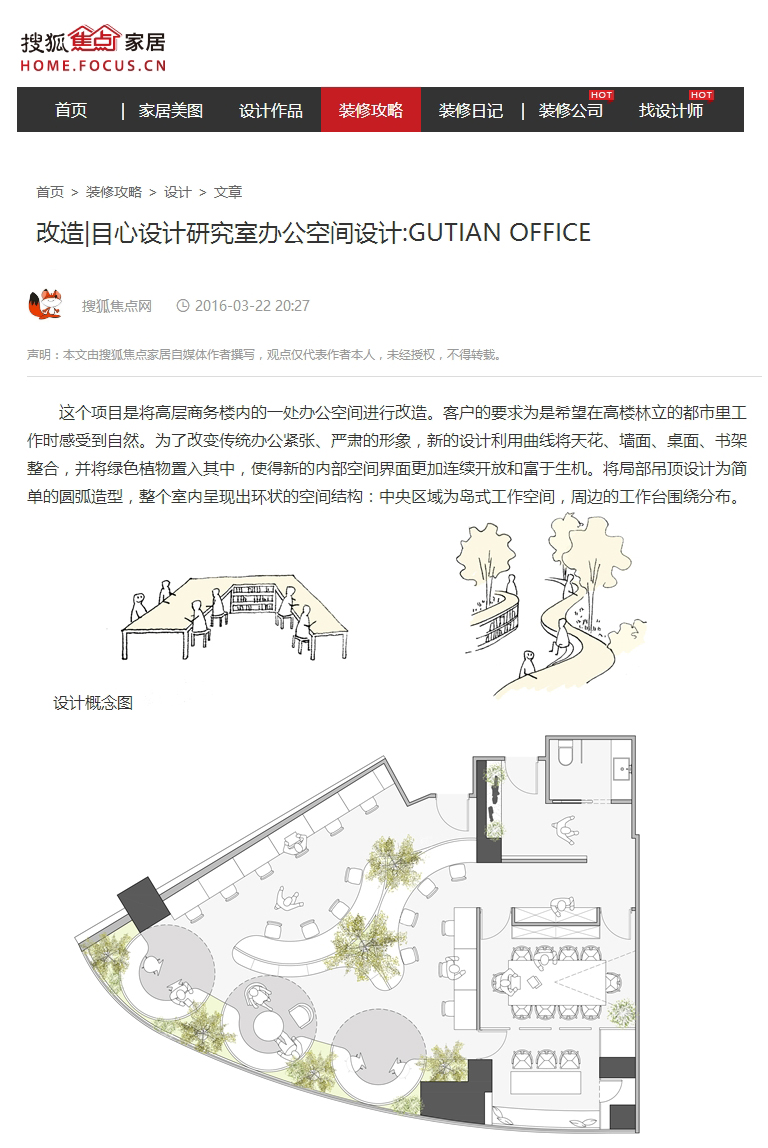 搜狐焦点家居
HOME.FOCUS.CN
首页 | 家居美图 设计作品 装修攻略 装修日记 | 装修公司 HOT 找设计师 HOT
首页 > 装修攻略 > 设计 > 文章
改造|目心设计研究室办公空间设计:GUTIAN OFFICE
搜狐焦点网 2016-03-22 20:27
声明：本文由搜狐焦点家居自媒体作者撰写，观点仅代表作者本人，未经授权，不得转载。
这个项目是将高层商务楼内的一处办公空间进行改造。客户的要求为是希望在高楼林立的都市里工
作时感受到自然。为了改变传统办公紧张、严肃的形象，新的设计利用曲线将天花、墙面、桌面、书架
整合，并将绿色植物置入其中，使得新的内部空间界面更加连续开放和富于生机。将局部吊顶设计为简
单的圆弧造型，整个室内呈现出环状的空间结构：中央区域为岛式工作空间，周边的工作台围绕分布。
设计概念图